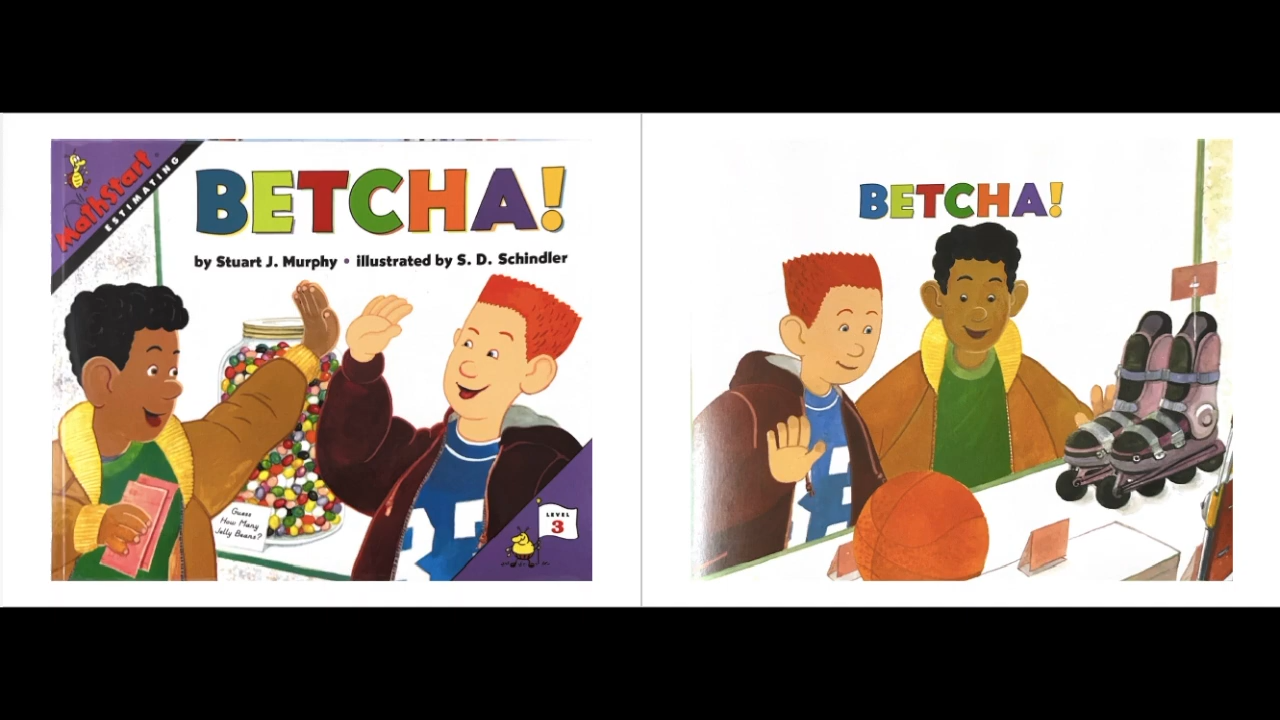 MathStart
ESTIMATING
BETCHA!
by Stuart J. Murphy • illustrated by S. D. Schindler
Guess
How Many
Jelly Beans?
LEVEL
3
BETCHA!